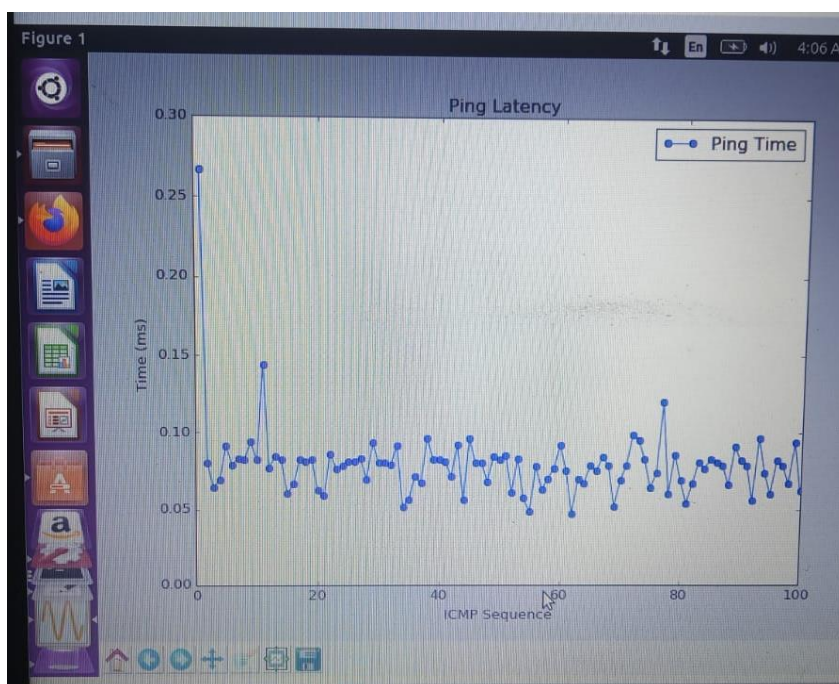 Figure 1
En
4:06 A
Ping Latency
Ping Time
0.30
0.25
0.20
0.15
0.10
0.05
0.00
Time (ms)
0 20 40 60 80 100
ICMP Sequence
a